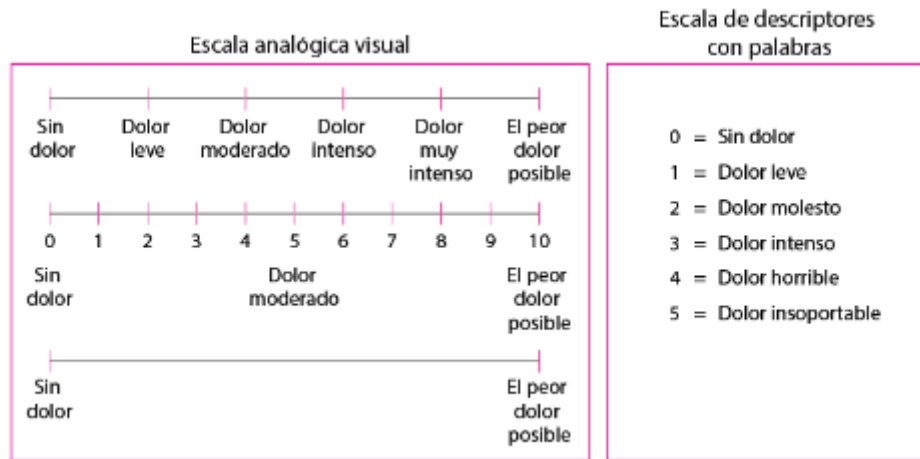 Escala analógica visual
Sin Dolor Dolor Dolor Dolor El peor
dolor leve moderado intenso muy dolor
intenso posible
0 1 2 3 4 5 6 7 8 9 10
Sin Dolor El peor
dolor moderado dolor
posible
Sin El peor
dolor dolor
posible
Escala de descriptores
con palabras
0 = Sin dolor
1 = Dolor leve
2 = Dolor molesto
3 = Dolor intenso
4 = Dolor horrible
5 = Dolor insoportable